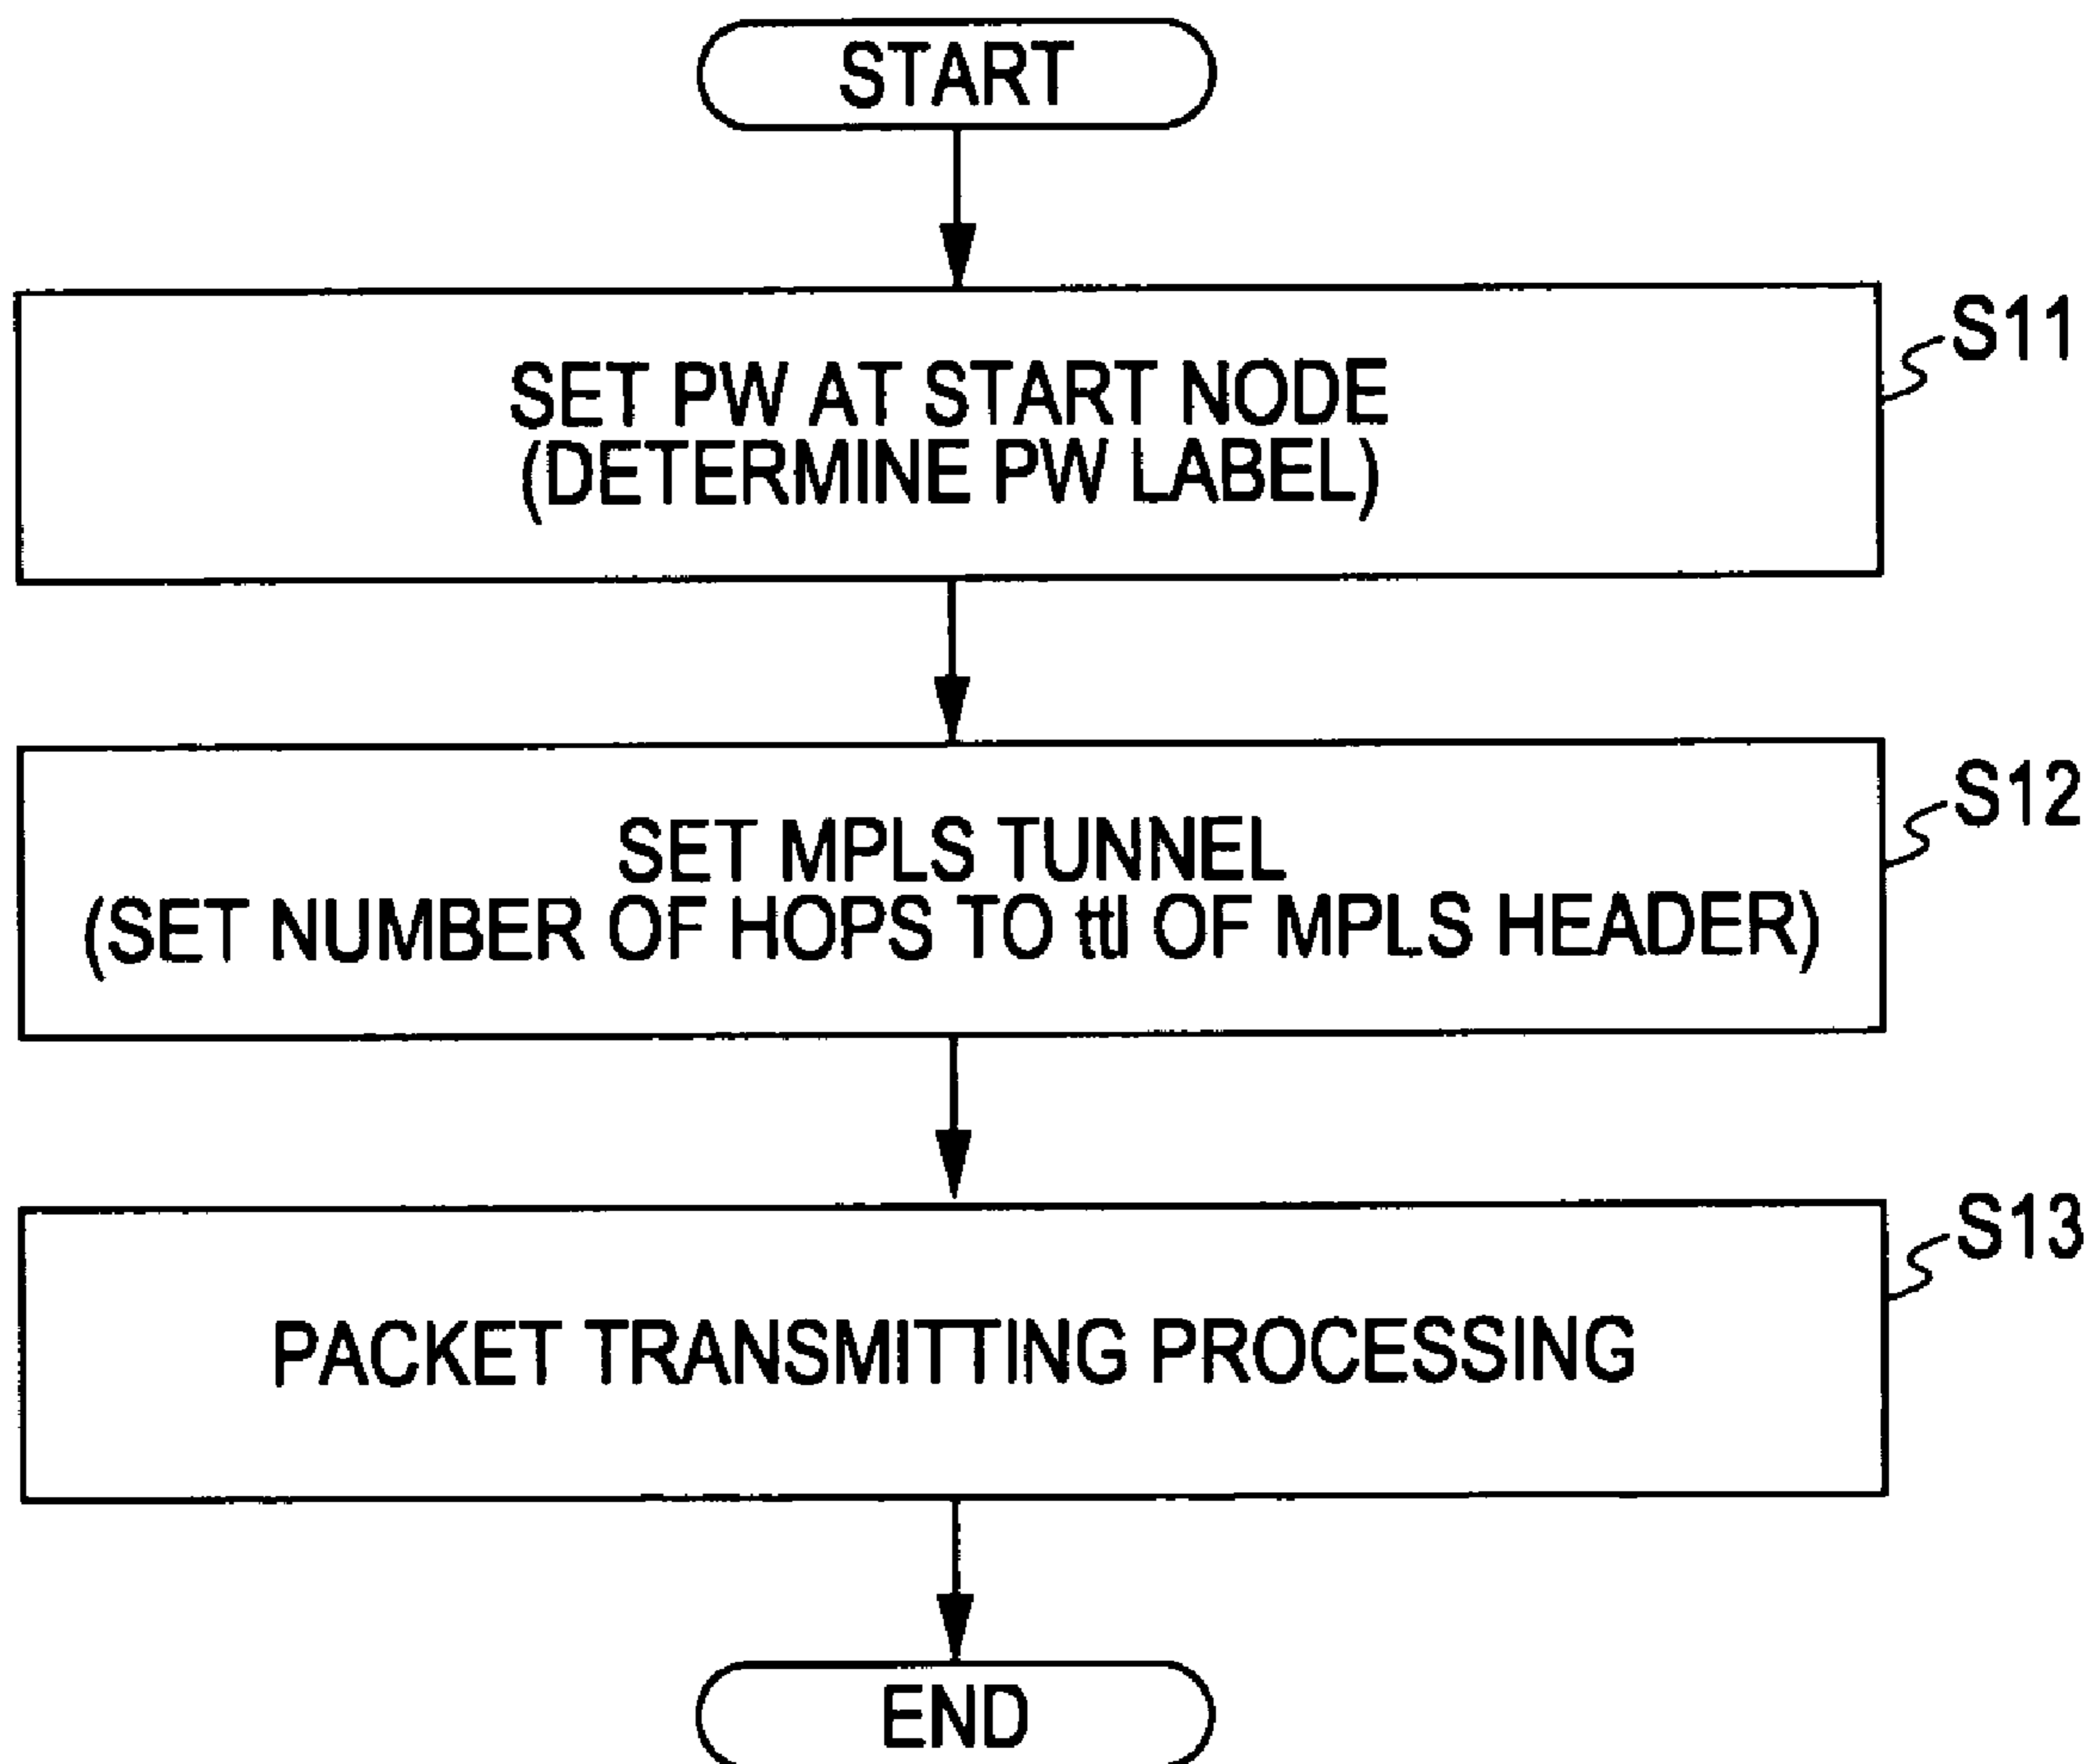 START
S11
SET PW AT START NODE
(DETERMINE PW LABEL)
S12
SET MPLS TUNNEL
(SET NUMBER OF HOPS TO ttl OF MPLS HEADER)
S13
PACKET TRANSMITTING PROCESSING
END